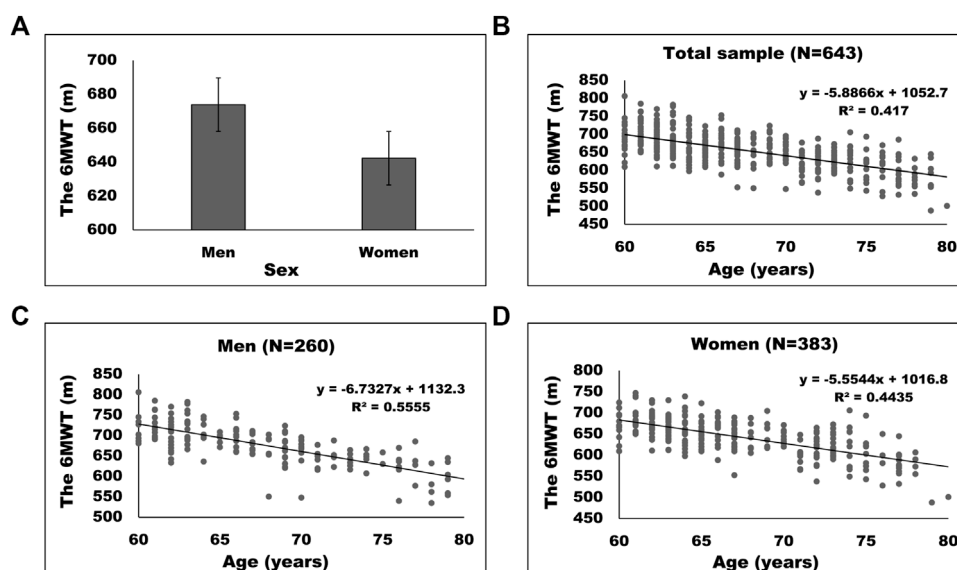 A
700
680
660
640
620
600
The 6MWT (m)
Men
Women
Sex
B
Total sample (N=643)
850
800
750
700
650
600
550
500
450
The 6MWT (m)
y = -5.8866x + 1052.7
R² = 0.417
60 65 70 75 80
Age (years)
C
Men (N=260)
850
800
750
700
650
600
550
500
The 6MWT (m)
y = -6.7327x + 1132.3
R² = 0.5555
60 65 70 75 80
Age (years)
D
Women (N=383)
800
750
700
650
600
550
500
450
The 6MWT (m)
y = -5.5544x + 1016.8
R² = 0.4435
60 65 70 75 80
Age (years)